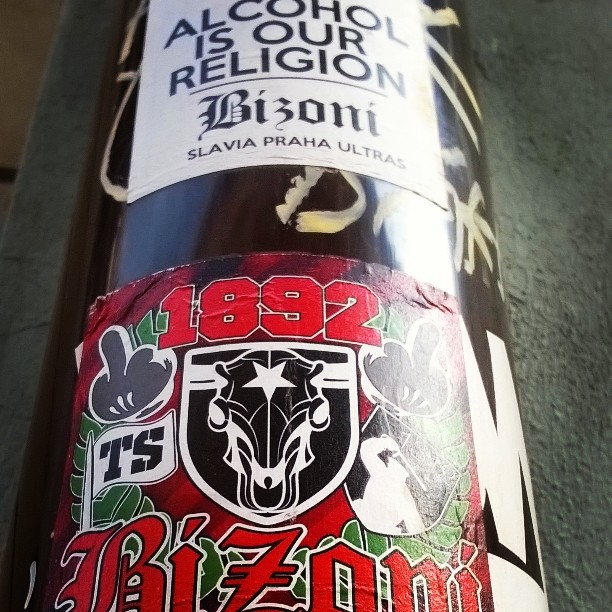 ALCOHOL
IS OUR
RELIGION
Bizoni
SLAVIA PRAHA ULTRAS
1892
TS
Bizoni